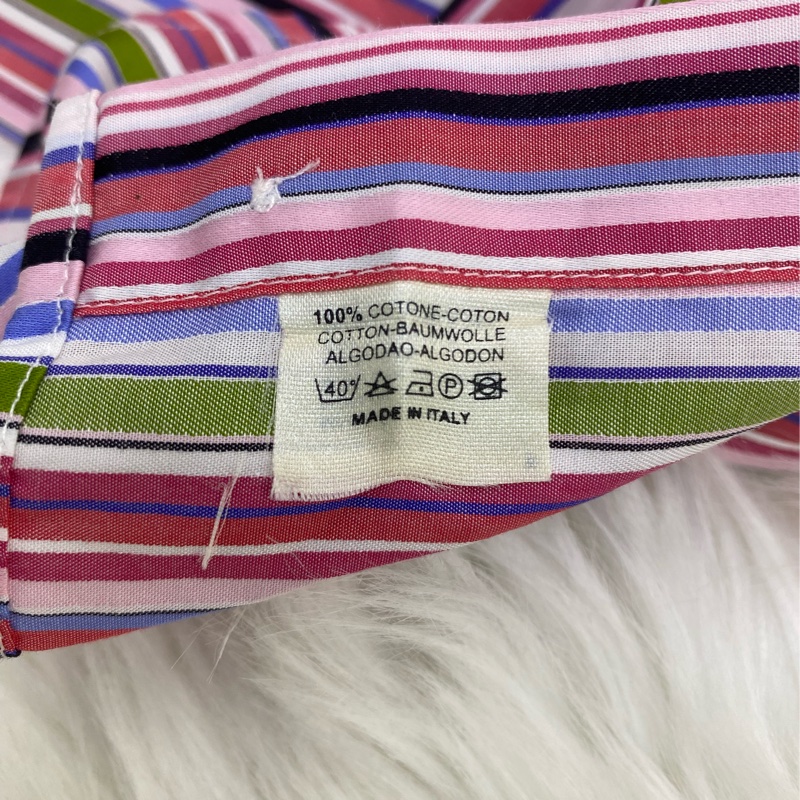 100% COTONE-COTON
COTTON-BAUMWOLLE
ALGODAO-ALGODON
40° P
MADE IN ITALY